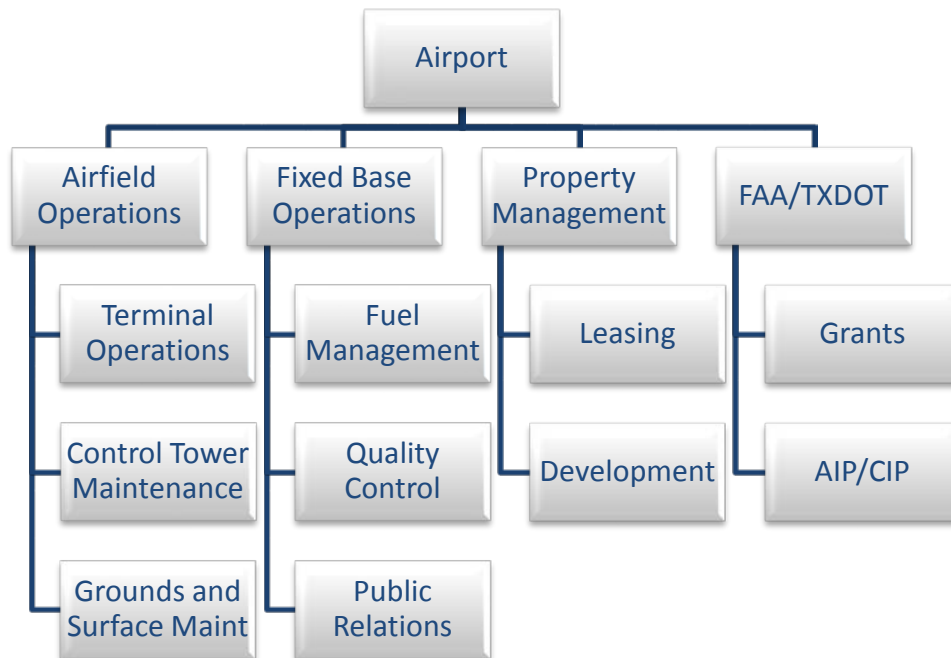 Airport
Airfield
Operations
Fixed Base
Operations
Property
Management
FAA/TXDOT
Terminal
Operations
Fuel
Management
Leasing
Grants
Control Tower
Maintenance
Quality
Control
Development
AIP/CIP
Grounds and
Surface Maint
Public
Relations